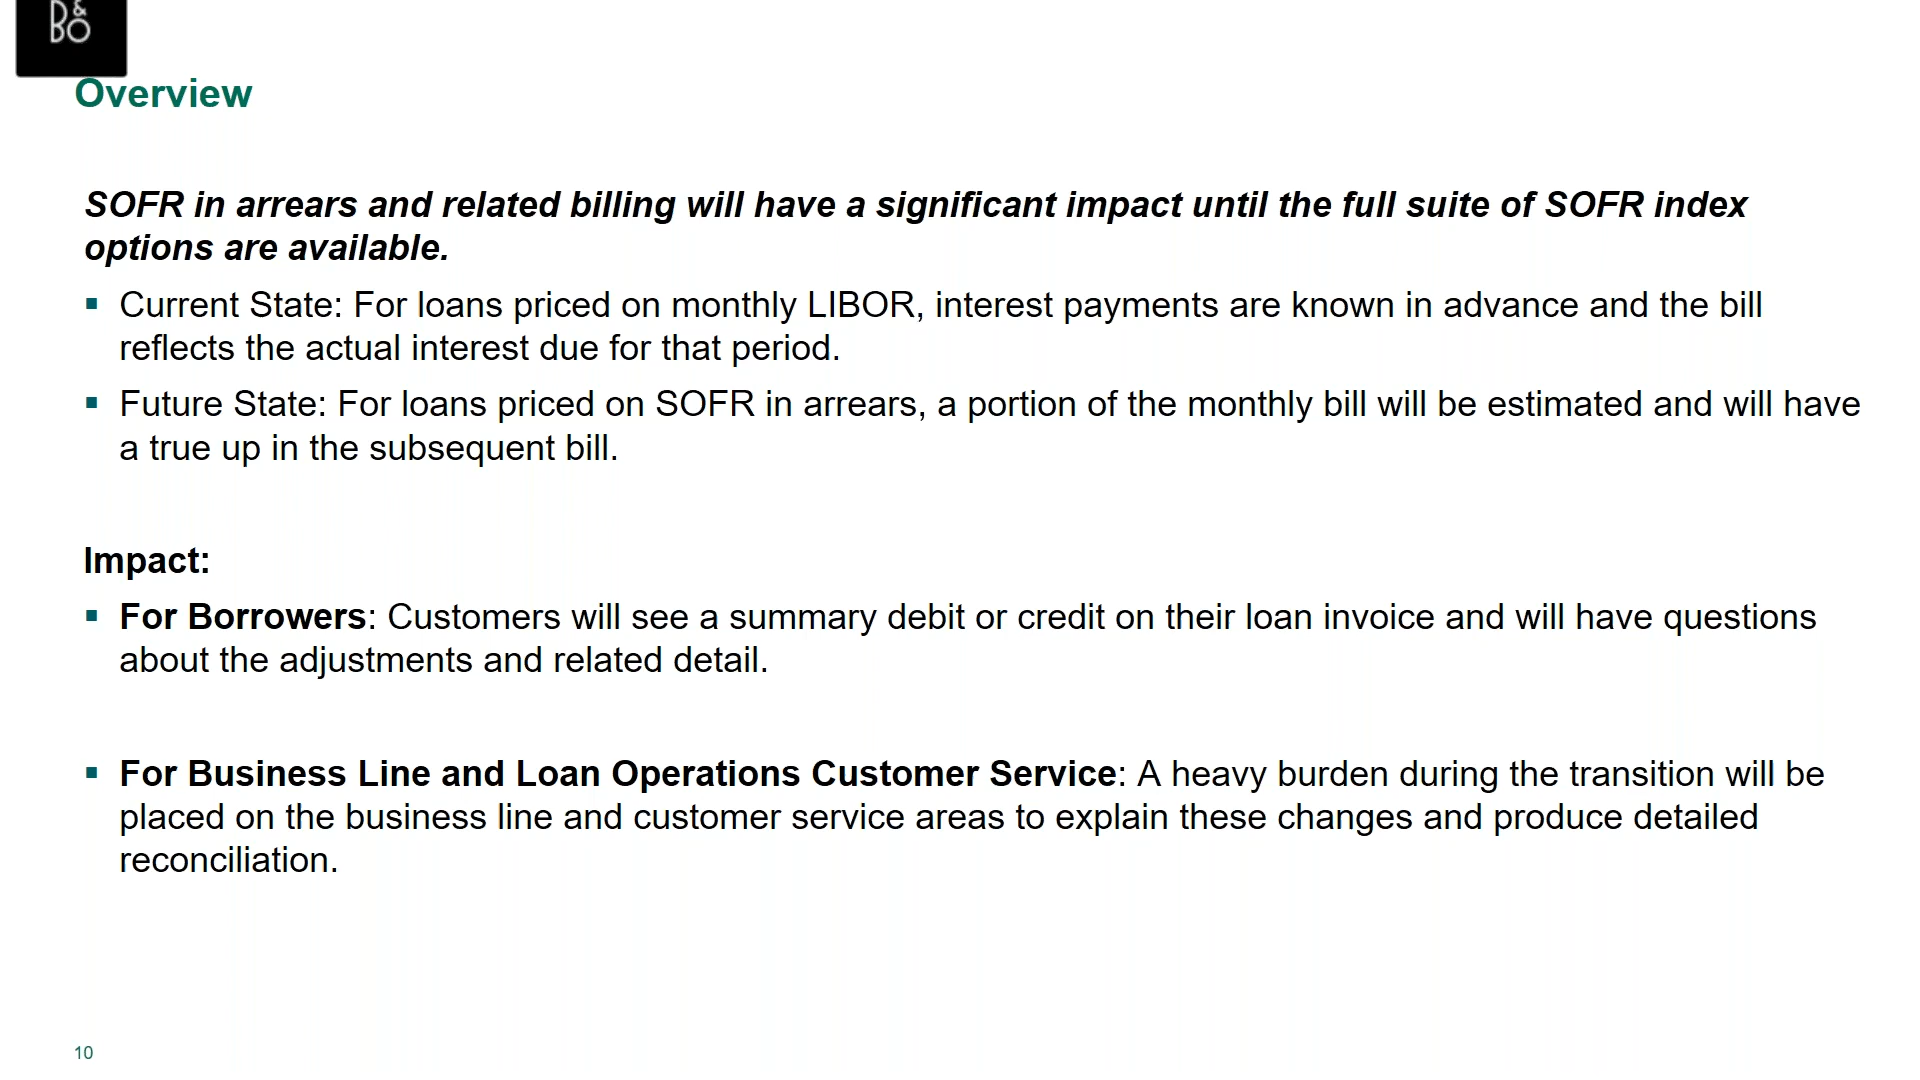 B&O
Overview
SOFR in arrears and related billing will have a significant impact until the full suite of SOFR index
options are available.
▪ Current State: For loans priced on monthly LIBOR, interest payments are known in advance and the bill
reflects the actual interest due for that period.
▪ Future State: For loans priced on SOFR in arrears, a portion of the monthly bill will be estimated and will have
a true up in the subsequent bill.
Impact:
▪ For Borrowers: Customers will see a summary debit or credit on their loan invoice and will have questions
about the adjustments and related detail.
▪ For Business Line and Loan Operations Customer Service: A heavy burden during the transition will be
placed on the business line and customer service areas to explain these changes and produce detailed
reconciliation.
10